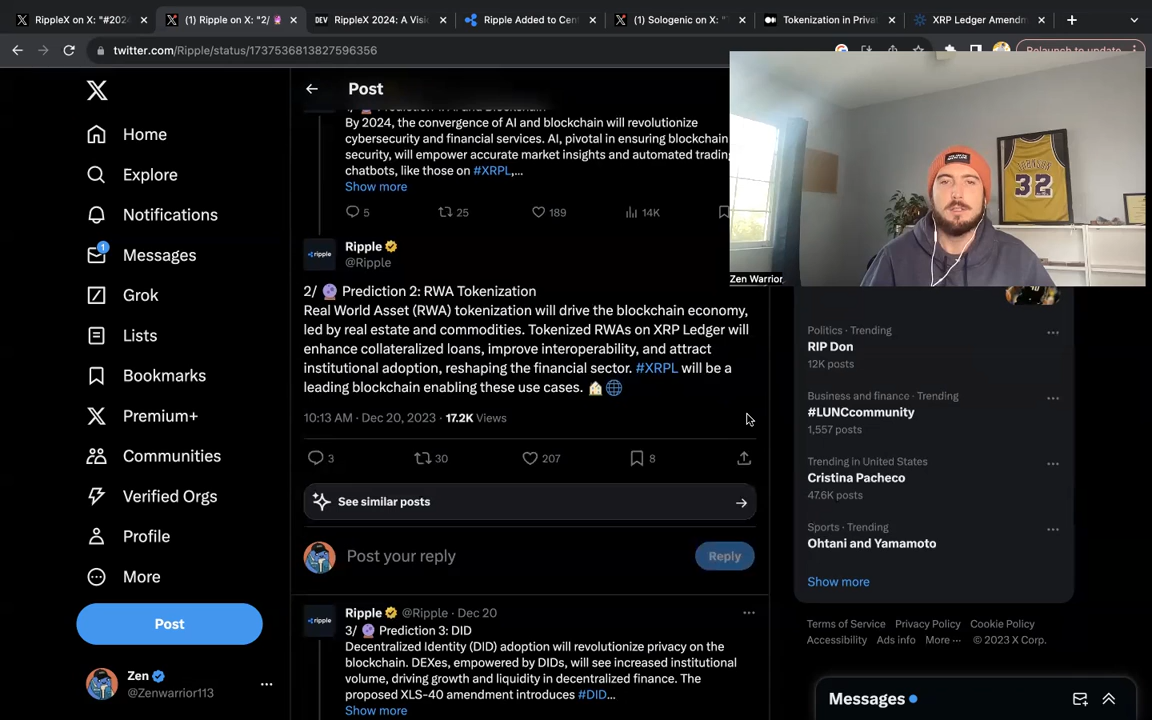 RippleX on X: "#202
(1) Ripple on X: "2/
DEV
RippleX 2024: A Visi
Ripple Added to Cen
(1) Sologenic on X: "
Tokenization in Priva
XRP Ledger Amendm
twitter.com/Ripple/status/1737536813827596356
Relaunch to update
Home
Explore
Notifications
1
Messages
Grok
Lists
Bookmarks
Premium+
Communities
Verified Orgs
Profile
More
Post
Zen
@Zenwarrior113
Post
By 2024, the convergence of AI and blockchain will revolutionize
cybersecurity and financial services. AI, pivotal in ensuring blockchain
security, will empower accurate market insights and automated trading
chatbots, like those on #XRPL,...
Show more
5
25
189
14K
Ripple
@Ripple
ripple
2/ Prediction 2: RWA Tokenization
Real World Asset (RWA) tokenization will drive the blockchain economy,
led by real estate and commodities. Tokenized RWAs on XRP Ledger will
enhance collateralized loans, improve interoperability, and attract
institutional adoption, reshaping the financial sector. #XRPL will be a
leading blockchain enabling these use cases.
10:13 AM · Dec 20, 2023 · 17.2K Views
3
30
207
8
See similar posts
Post your reply
Reply
ripple
Ripple @Ripple · Dec 20
3/ Prediction 3: DID
Decentralized Identity (DID) adoption will revolutionize privacy on the
blockchain. DEXes, empowered by DIDs, will see increased institutional
volume, driving growth and liquidity in decentralized finance. The
proposed XLS-40 amendment introduces #DID...
Show more
32
Zen Warrior
Politics · Trending
RIP Don
12K posts
Business and finance · Trending
#LUNCcommunity
1,557 posts
Trending in United States
Cristina Pacheco
47.6K posts
Sports · Trending
Ohtani and Yamamoto
Show more
Terms of Service Privacy Policy Cookie Policy
Accessibility Ads info More ··· © 2023 X Corp.
Messages